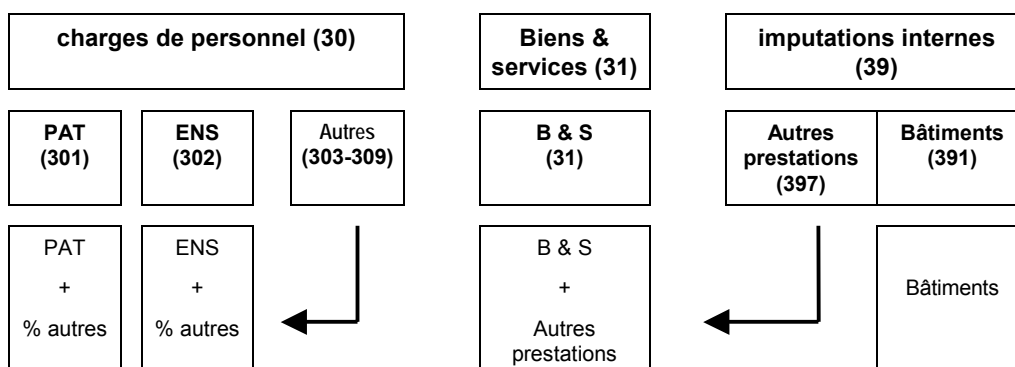 charges de personnel (30)
Biens &
services (31)
imputations internes
(39)
PAT
(301)
ENS
(302)
Autres
(303-309)
B & S
(31)
Autres
prestations
(397)
Bâtiments
(391)
PAT
+
% autres
ENS
+
% autres
B & S
+
Autres
prestations
Bâtiments